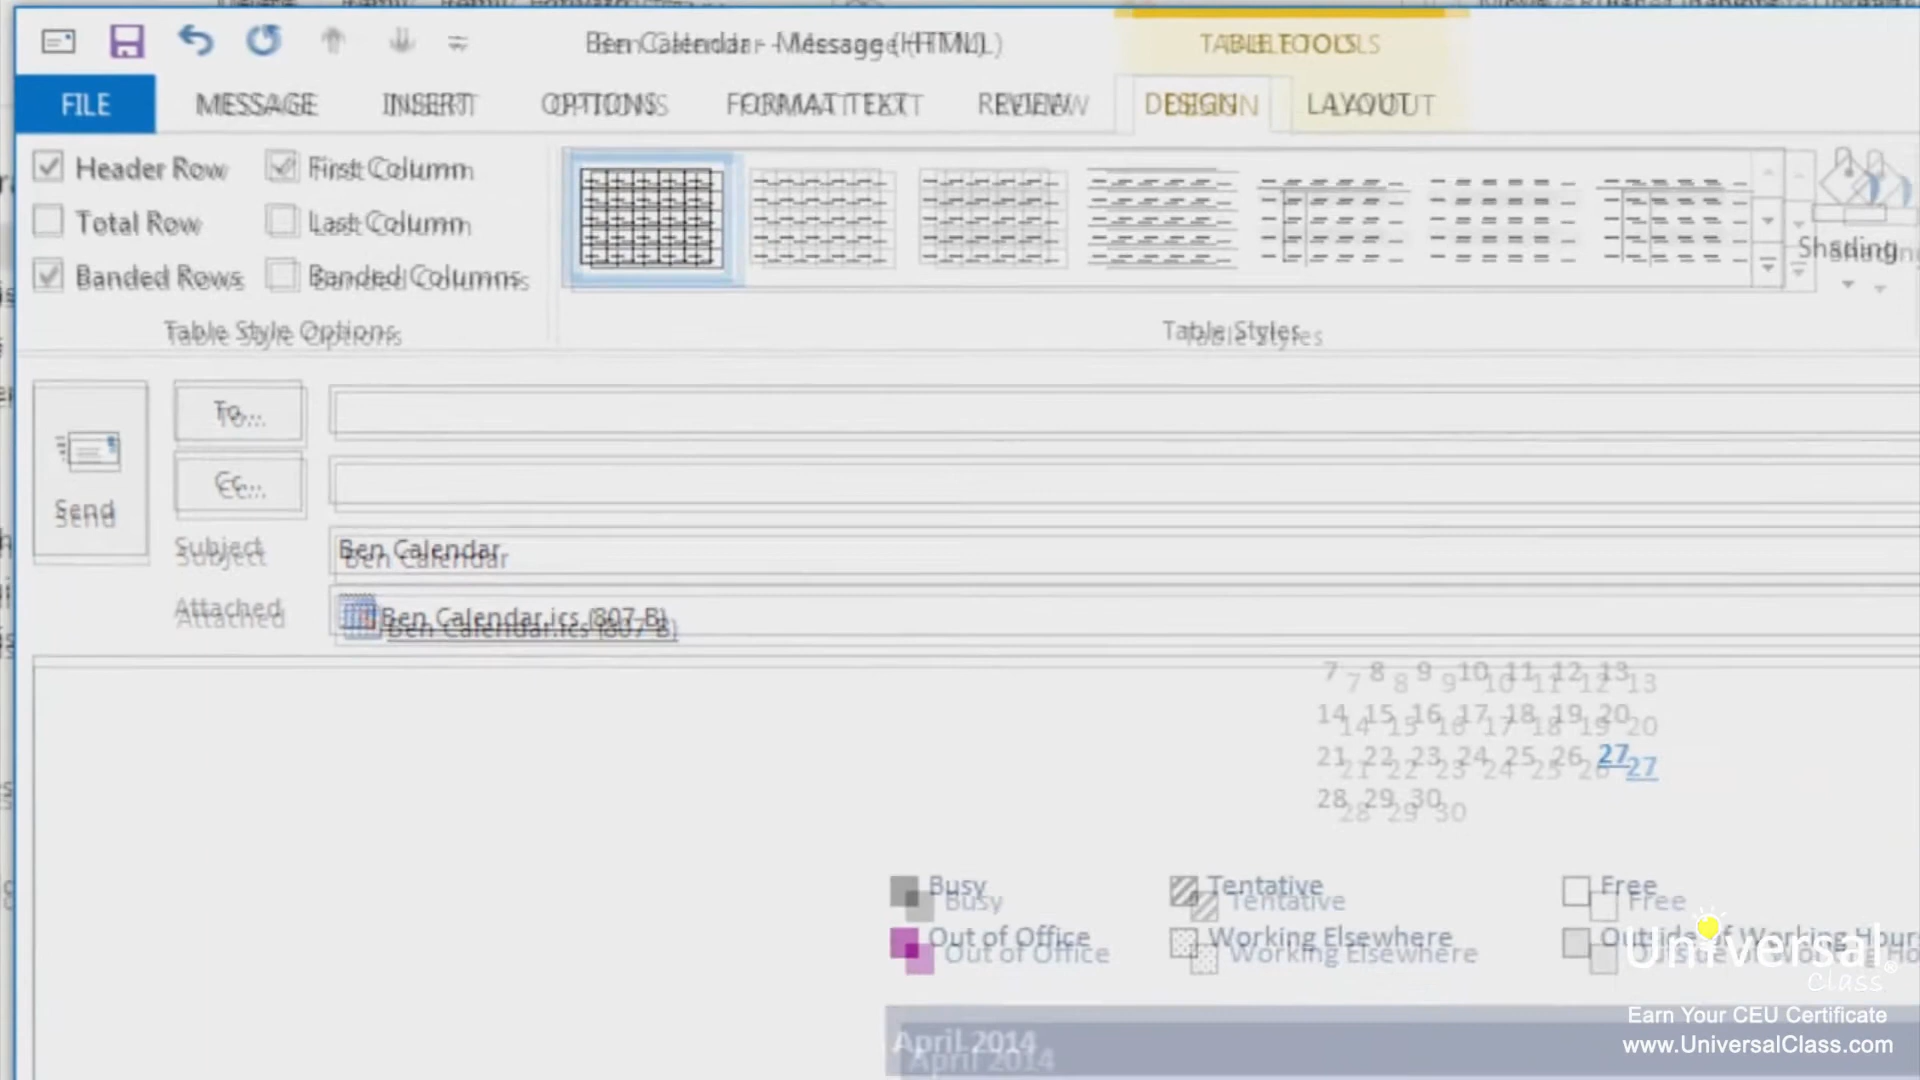 Ben Calendar - Message (HTML)
TABLE TOOLS
FILE MESSAGE INSERT OPTIONS FORMAT TEXT REVIEW DESIGN LAYOUT
Header Row First Column
Total Row Last Column
Banded Rows Banded Columns
Shading
Table Style Options Table Styles
To...
Cc...
Send
Subject Ben Calendar
Attached Ben Calendar.ics (807 B)
7 8 9 10 11 12 13
14 15 16 17 18 19 20
21 22 23 24 25 26 27
28 29 30
Busy Tentative Free
Out of Office Working Elsewhere Outside of Working Hours
April 2014
Universal
Class®
Earn Your CEU Certificate
www.UniversalClass.com